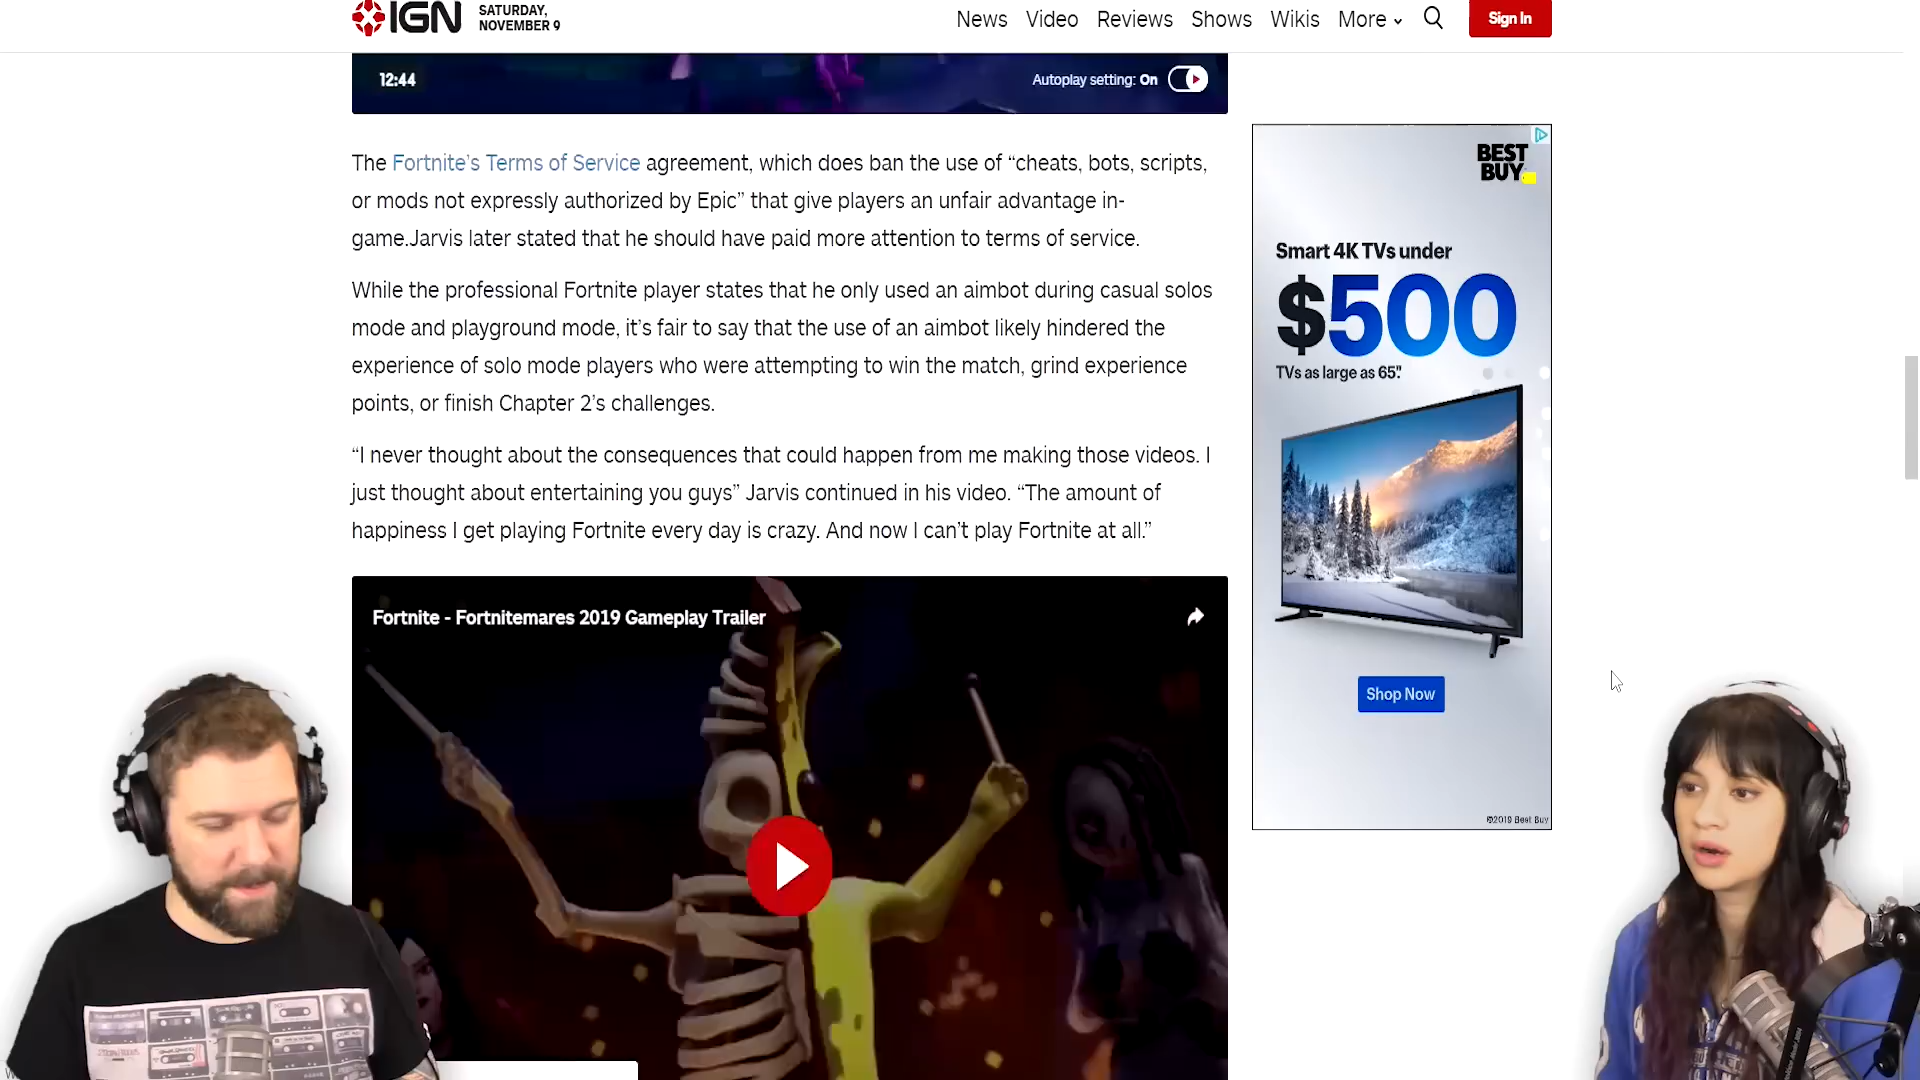 IGN
SATURDAY,
NOVEMBER 9
News Video Reviews Shows Wikis More
Sign In
12:44
Autoplay setting: On
The Fortnite’s Terms of Service agreement, which does ban the use of “cheats, bots, scripts,
or mods not expressly authorized by Epic” that give players an unfair advantage in-
game.Jarvis later stated that he should have paid more attention to terms of service.
While the professional Fortnite player states that he only used an aimbot during casual solos
mode and playground mode, it’s fair to say that the use of an aimbot likely hindered the
experience of solo mode players who were attempting to win the match, grind experience
points, or finish Chapter 2’s challenges.
“I never thought about the consequences that could happen from me making those videos. I
just thought about entertaining you guys” Jarvis continued in his video. “The amount of
happiness I get playing Fortnite every day is crazy. And now I can’t play Fortnite at all.”
Fortnite - Fortnitemares 2019 Gameplay Trailer
BEST
BUY
Smart 4K TVs under
$500
TVs as large as 65"
Shop Now
©2019 Best Buy